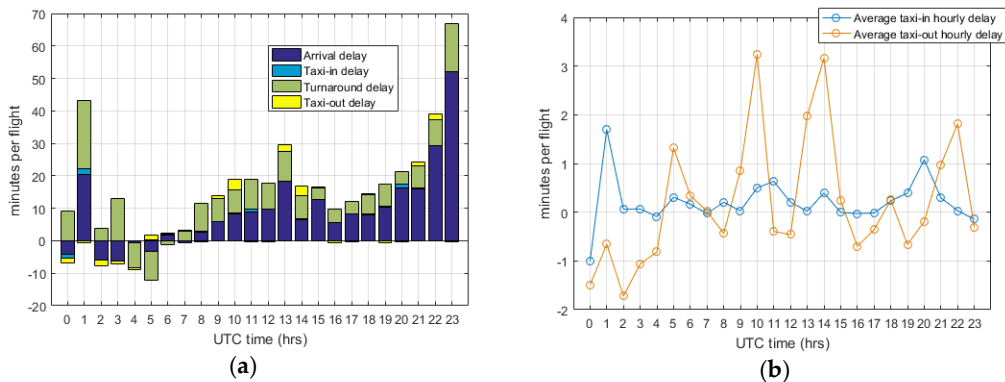 70
60
50
40
30
20
10
0
-10
-20
minutes per flight
Arrival delay
Taxi-in delay
Turnaround delay
Taxi-out delay
0 1 2 3 4 5 6 7 8 9 10 11 12 13 14 15 16 17 18 19 20 21 22 23
UTC time (hrs)
(a)
4
3
2
1
0
-1
-2
minutes per flight
Average taxi-in hourly delay
Average taxi-out hourly delay
0 1 2 3 4 5 6 7 8 9 10 11 12 13 14 15 16 17 18 19 20 21 22 23
UTC time (hrs)
(b)